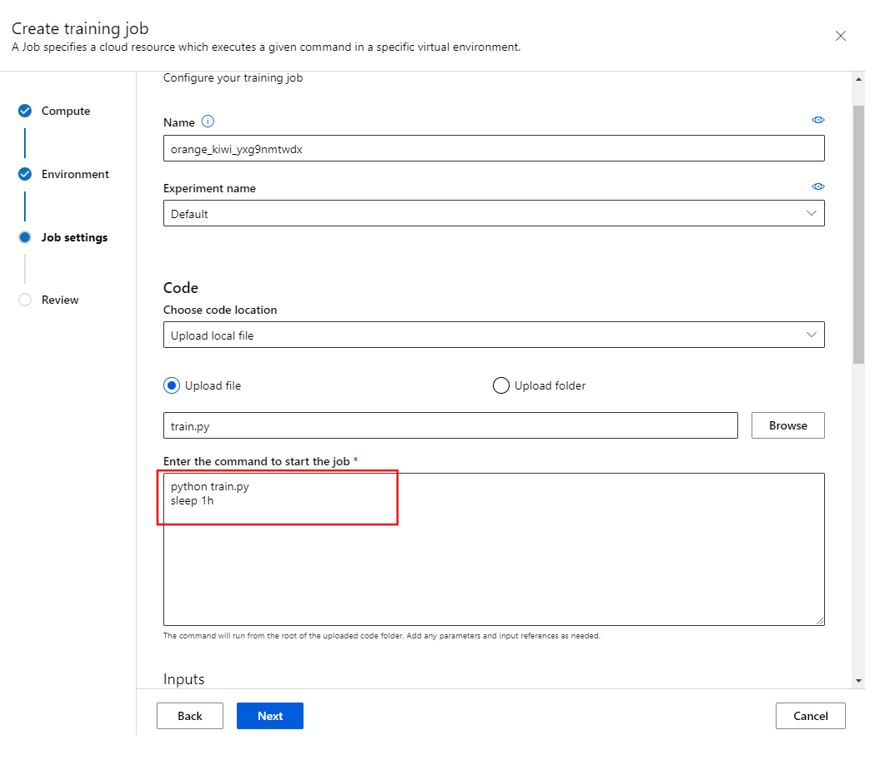 Create training job
A Job specifies a cloud resource which executes a given command in a specific virtual environment.
Compute
Environment
Job settings
Review
Configure your training job
Name
orange_kiwi_yxg9nmtwdx
Experiment name
Default
Code
Choose code location
Upload local file
Upload file
Upload folder
train.py
Browse
Enter the command to start the job *
python train.py
sleep 1h
The command will run from the root of the uploaded code folder. Add any parameters and input references as needed.
Inputs
Back
Next
Cancel